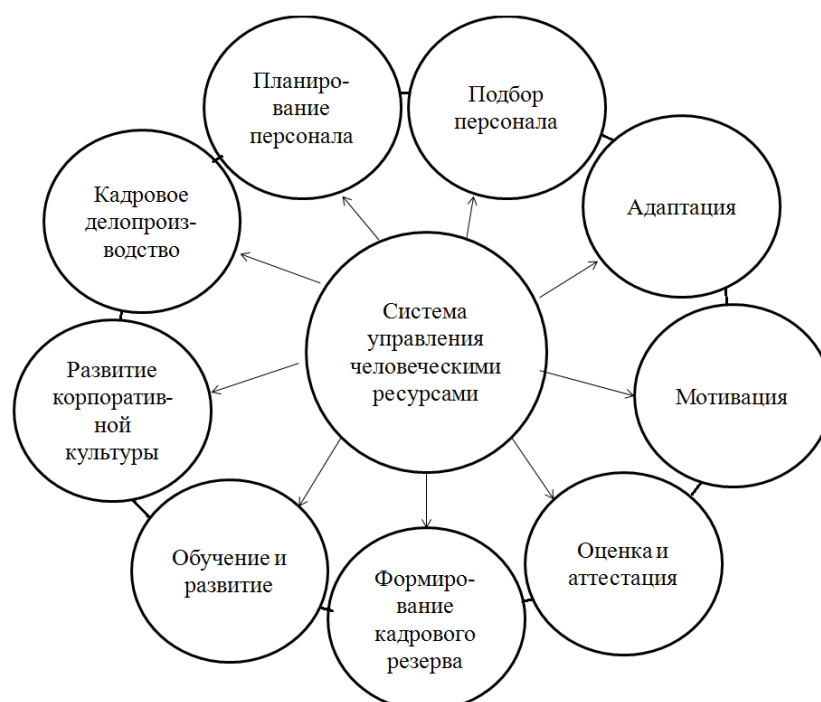 Планиро-
вание
персонала
Подбор
персонала
Адаптация
Мотивация
Оценка и
аттестация
Формиро-
вание
кадрового
резерва
Обучение и
развитие
Развитие
корпоратив-
ной
культуры
Кадровое
делопроиз-
водство
Система
управления
человеческими
ресурсами